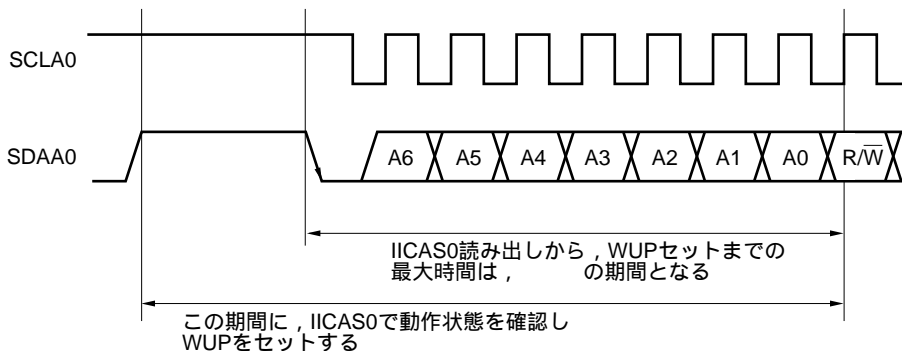 SCLA0
SDAA0
A6 A5 A4 A3 A2 A1 A0 R/W̅
IICAS0読み出しから，WUPセットまでの
最大時間は， の期間となる
この期間に，IICAS0で動作状態を確認し
WUPをセットする